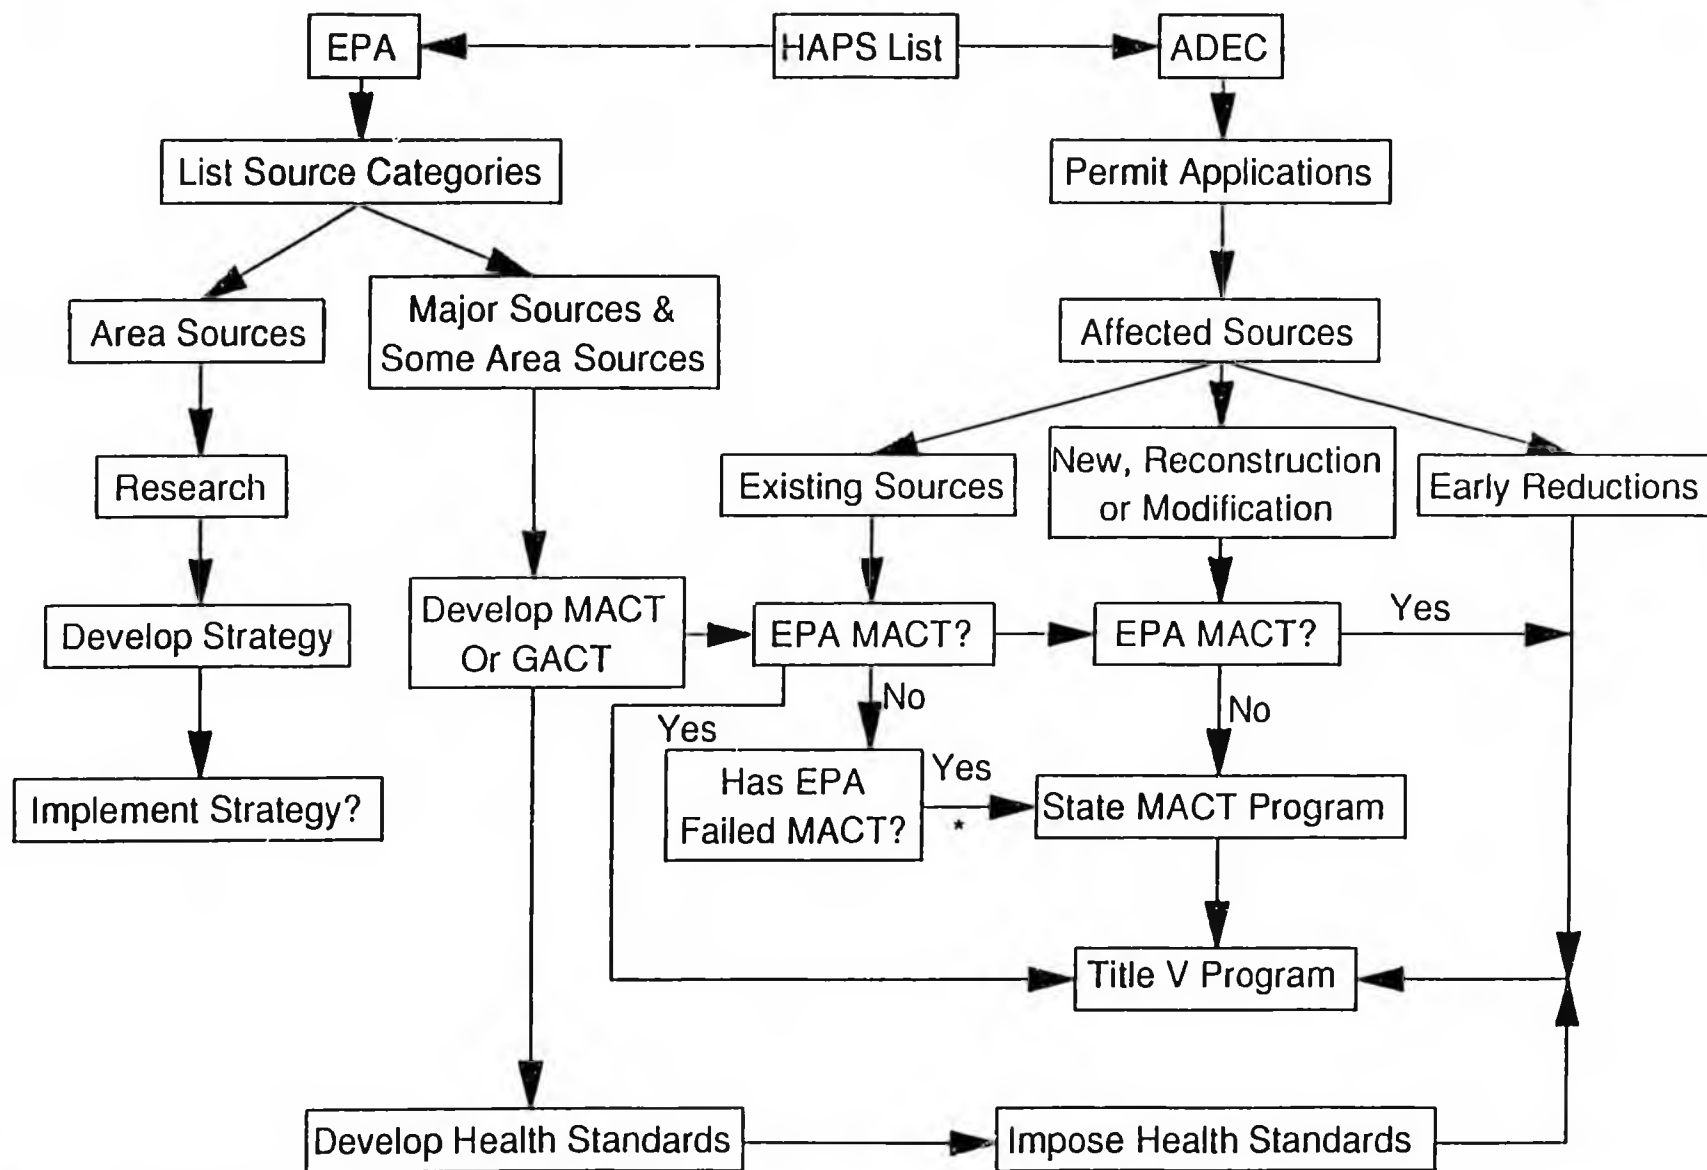 EPA
HAPS List
ADEC
List Source Categories
Permit Applications
Area Sources
Major Sources &
Some Area Sources
Affected Sources
Research
Existing Sources
New, Reconstruction
or Modification
Early Reductions
Develop Strategy
Develop MACT
Or GACT
EPA MACT?
EPA MACT?
Yes
No
Yes
No
Implement Strategy?
Has EPA
Failed MACT?
Yes
*
State MACT Program
Title V Program
Develop Health Standards
Impose Health Standards